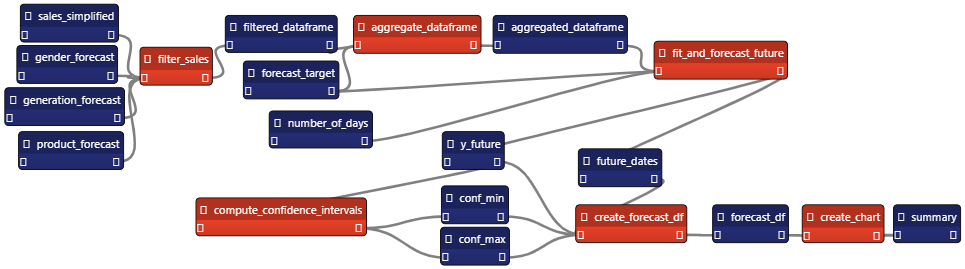 sales_simplified
filtered_dataframe
aggregate_dataframe
aggregated_dataframe
gender_forecast
filter_sales
fit_and_forecast_future
forecast_target
generation_forecast
number_of_days
product_forecast
y_future
future_dates
compute_confidence_intervals
conf_min
create_forecast_df
forecast_df
create_chart
summary
conf_max